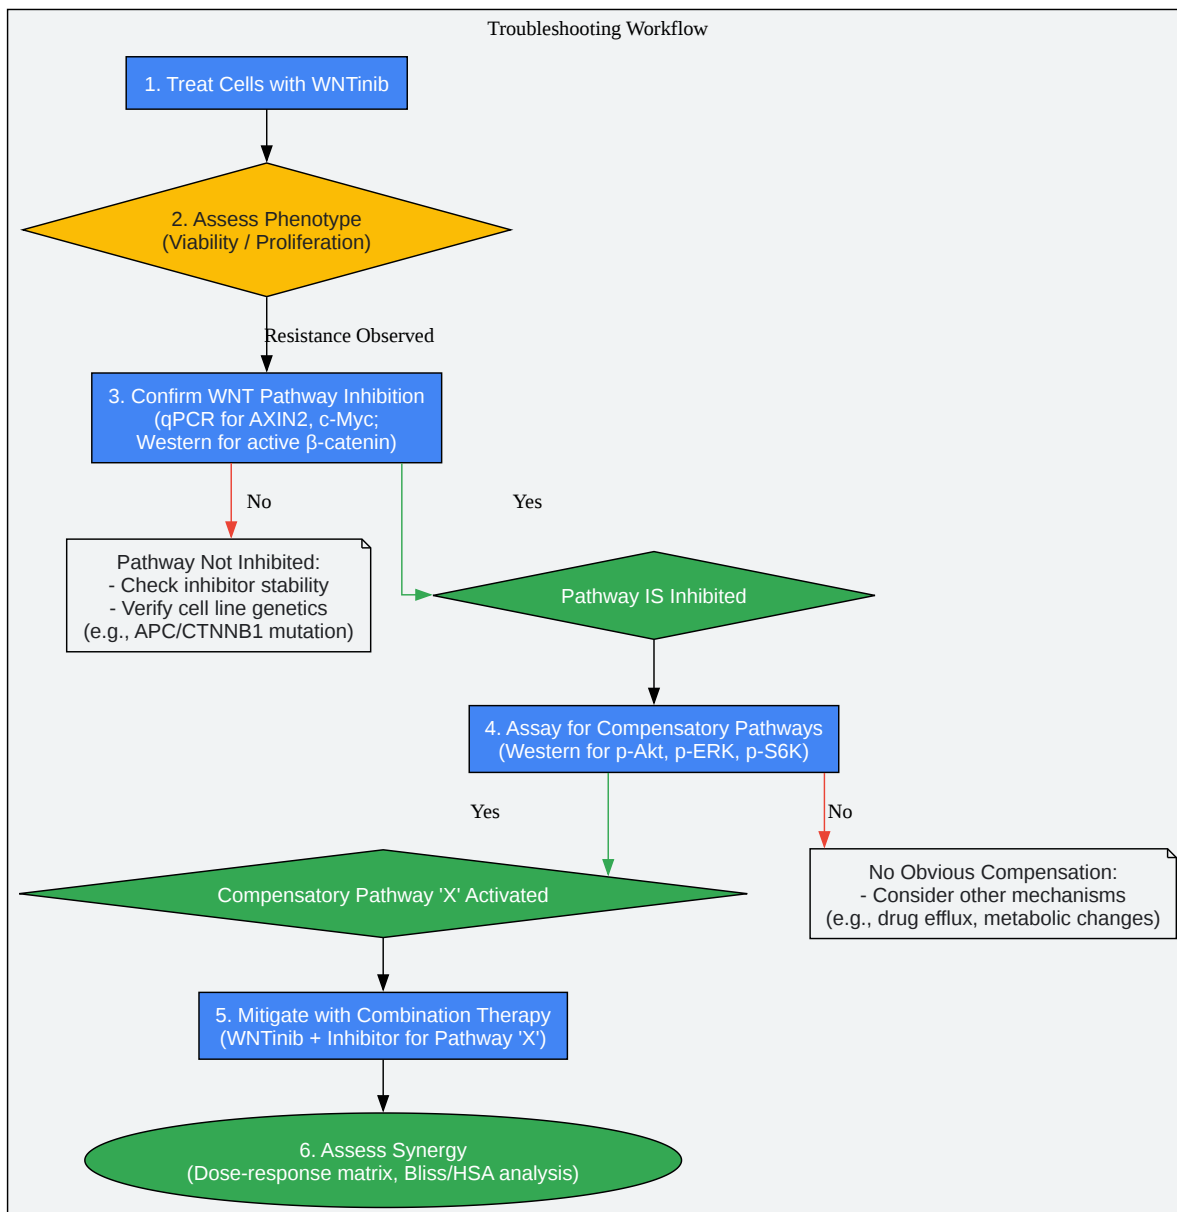 Troubleshooting Workflow
1. Treat Cells with WNTinib
2. Assess Phenotype
(Viability / Proliferation)
Resistance Observed
3. Confirm WNT Pathway Inhibition
(qPCR for AXIN2, c-Myc;
Western for active β-catenin)
No
Yes
Pathway Not Inhibited:
- Check inhibitor stability
- Verify cell line genetics
(e.g., APC/CTNNB1 mutation)
Pathway IS Inhibited
4. Assay for Compensatory Pathways
(Western for p-Akt, p-ERK, p-S6K)
Yes
No
Compensatory Pathway 'X' Activated
No Obvious Compensation:
- Consider other mechanisms
(e.g., drug efflux, metabolic changes)
5. Mitigate with Combination Therapy
(WNTinib + Inhibitor for Pathway 'X')
6. Assess Synergy
(Dose-response matrix, Bliss/HSA analysis)